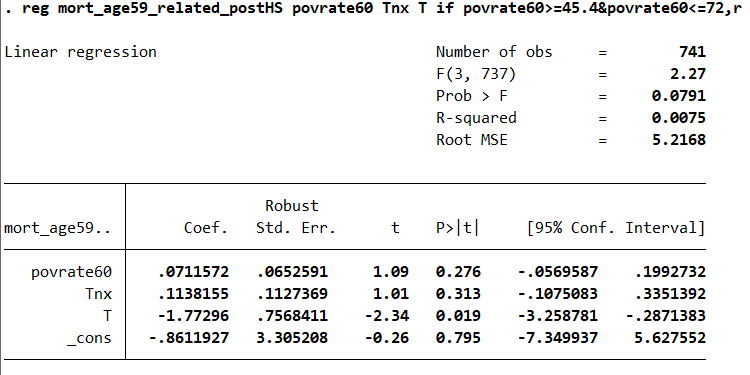 . reg mort_age59_related_postHS povrate60 Tnx T if povrate60>=45.4&povrate60<=72,r
Linear regression Number of obs = 741
F(3, 737) = 2.27
Prob > F = 0.0791
R-squared = 0.0075
Root MSE = 5.2168
Robust
mort_age59.. Coef. Std. Err. t P>|t| [95% Conf. Interval]
povrate60 .0711572 .0652591 1.09 0.276 -.0569587 .1992732
Tnx .1138155 .1127369 1.01 0.313 -.1075083 .3351392
T -1.77296 .7568411 -2.34 0.019 -3.258781 -.2871383
_cons -.8611927 3.305208 -0.26 0.795 -7.349937 5.627552